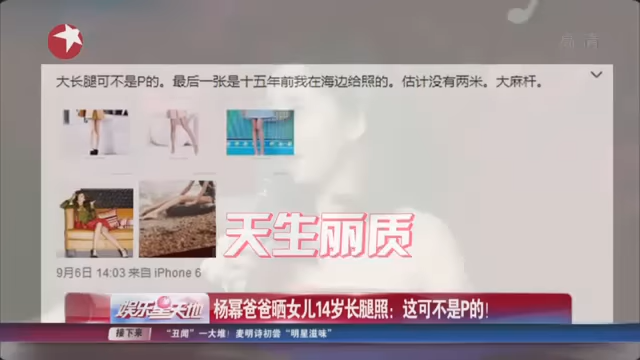 高清
大长腿可不是P的。最后一张是十五年前我在海边给照的。估计没有两米。大麻杆。
天生丽质
9月6日 14:03 来自 iPhone 6
娱乐星天地
杨幂爸爸晒女儿14岁长腿照：这可不是P的！
接下来
“丑闻”一大堆！麦明诗初尝“明星滋味”